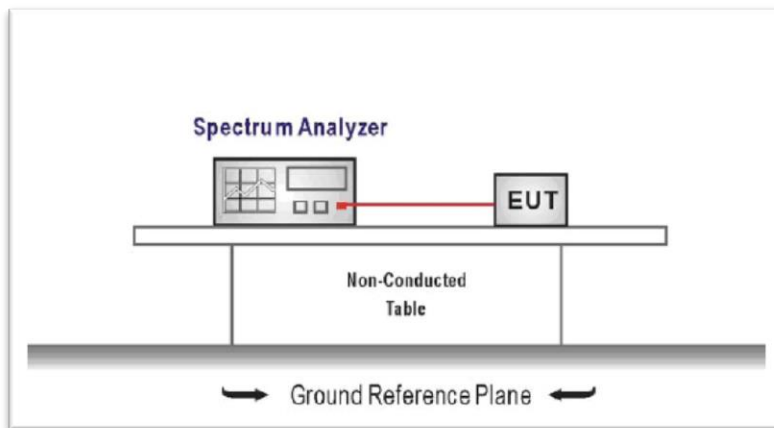 Spectrum Analyzer
EUT
Non-Conducted
Table
Ground Reference Plane